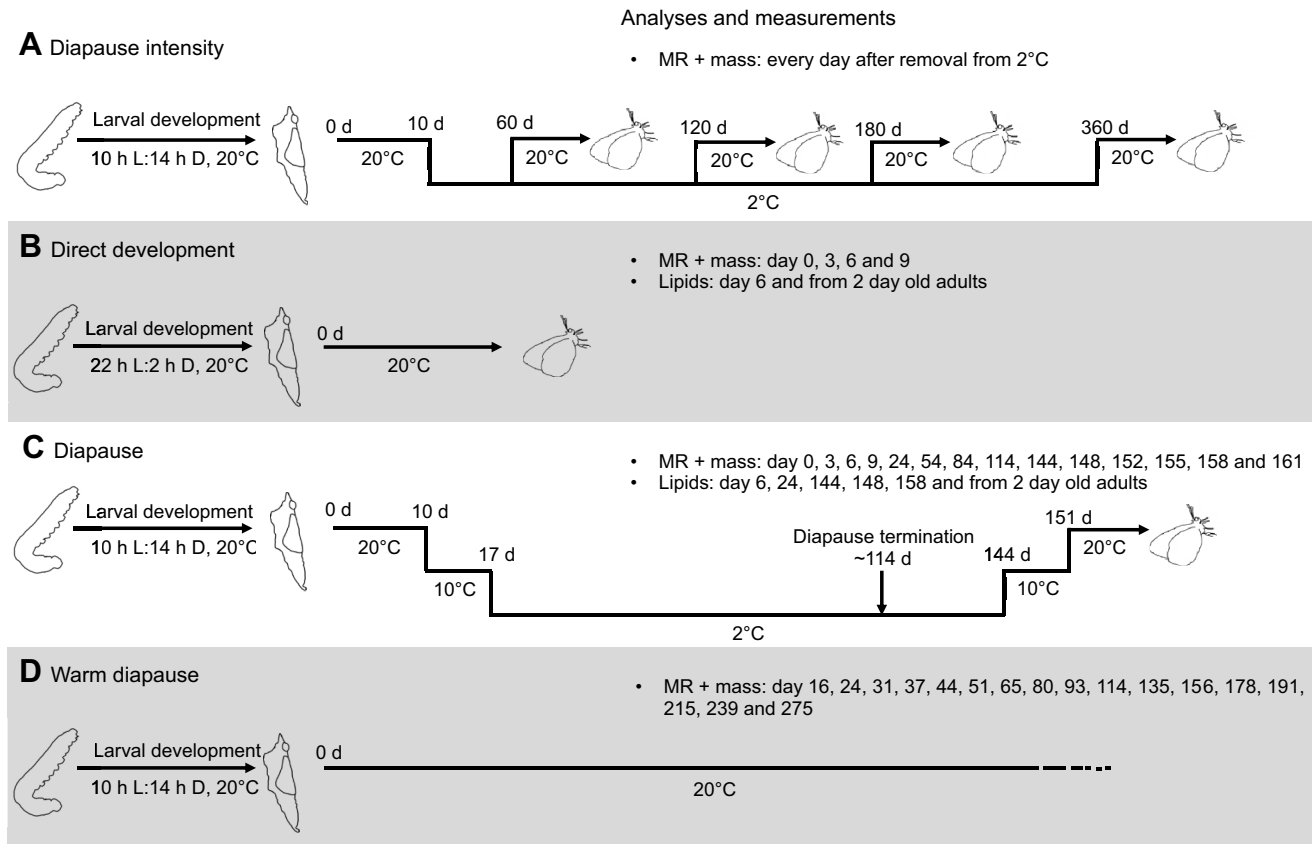 Analyses and measurements
A Diapause intensity
• MR + mass: every day after removal from 2°C
Larval development
10 h L:14 h D, 20°C
0 d
10 d
60 d
120 d
180 d
360 d
20°C
20°C
20°C
20°C
20°C
2°C
B Direct development
• MR + mass: day 0, 3, 6 and 9
• Lipids: day 6 and from 2 day old adults
Larval development
22 h L:2 h D, 20°C
0 d
20°C
C Diapause
• MR + mass: day 0, 3, 6, 9, 24, 54, 84, 114, 144, 148, 152, 155, 158 and 161
• Lipids: day 6, 24, 144, 148, 158 and from 2 day old adults
Larval development
10 h L:14 h D, 20°C
0 d
10 d
20°C
17 d
10°C
2°C
Diapause termination
~114 d
144 d
10°C
151 d
20°C
D Warm diapause
• MR + mass: day 16, 24, 31, 37, 44, 51, 65, 80, 93, 114, 135, 156, 178, 191,
215, 239 and 275
Larval development
10 h L:14 h D, 20°C
0 d
20°C